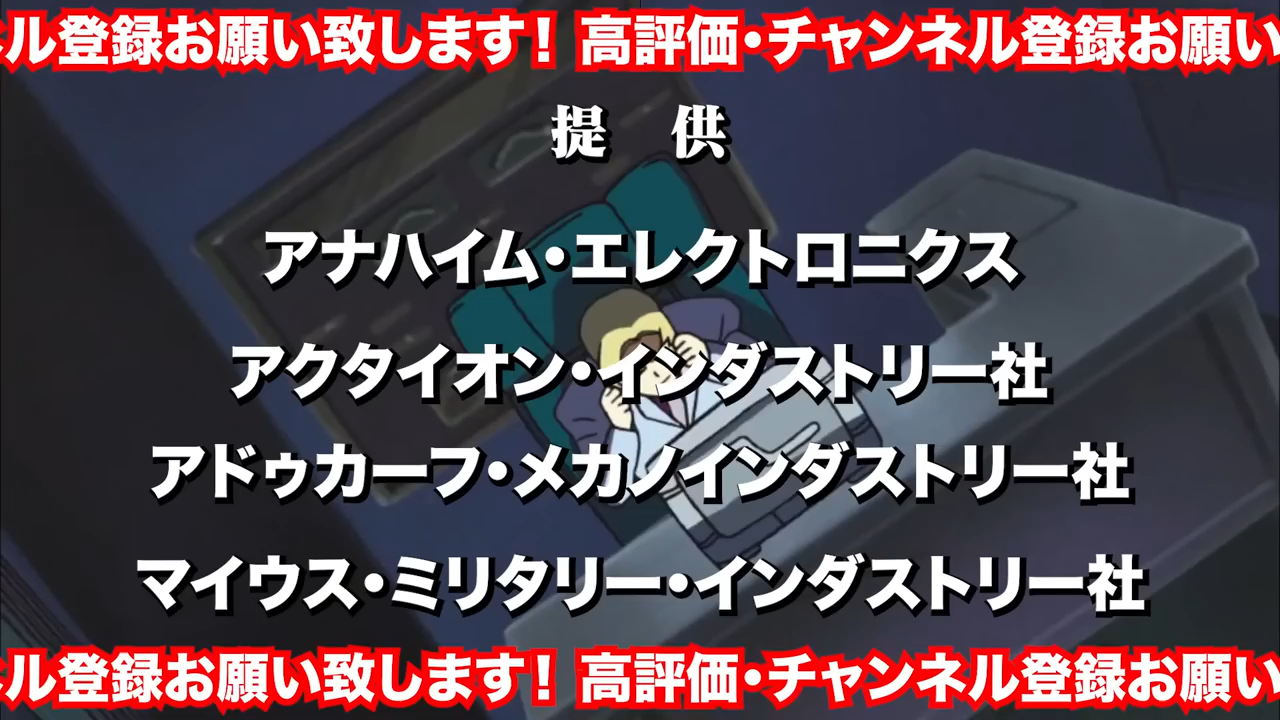 ネル登録お願い致します! 高評価・チャンネル登録お願い
提 供
アナハイム・エレクトロニクス
アクタイオン・インダストリー社
アドゥカーフ・メカノインダストリー社
マイウス・ミリタリー・インダストリー社
ネル登録お願い致します! 高評価・チャンネル登録お願い